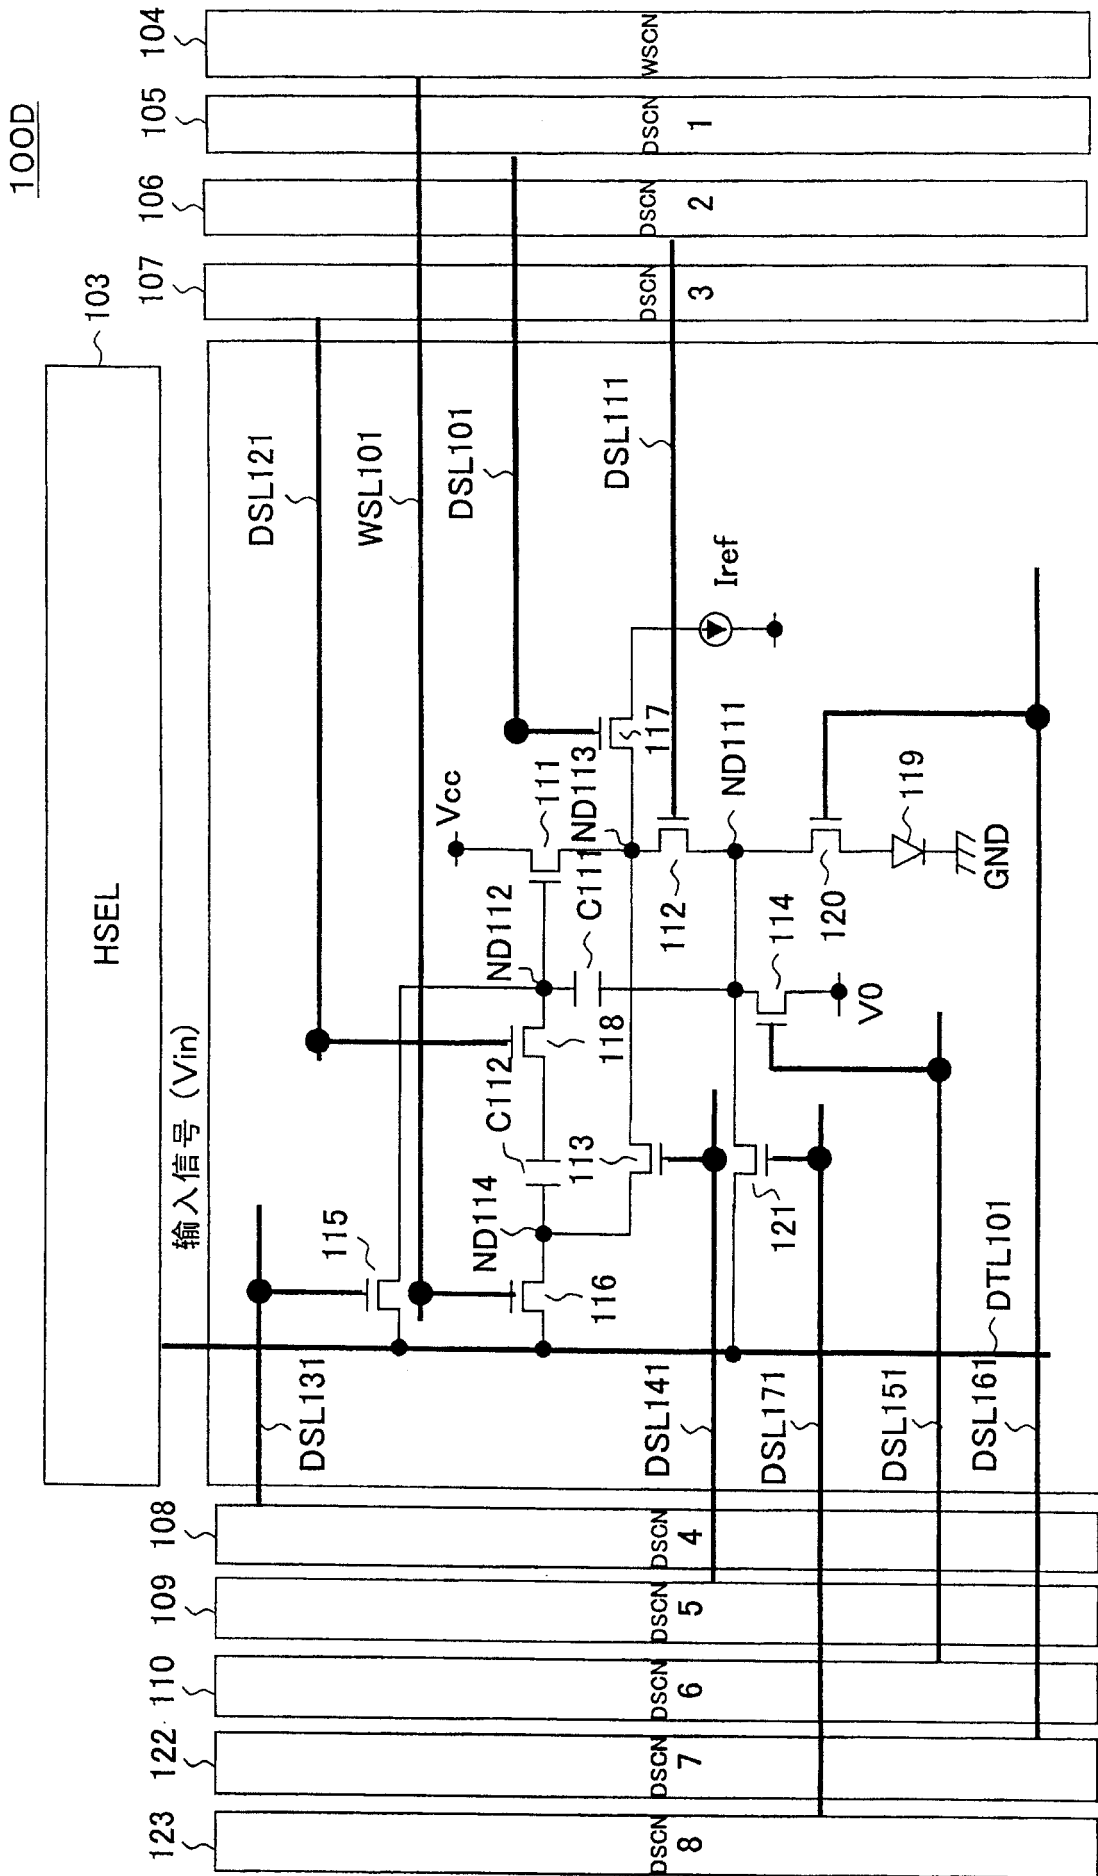 100D
HSEL
103
输入信号 (Vin)
123
122
110
109
108
107
106
105
104
DSCN
8
DSCN
7
DSCN
6
DSCN
5
DSCN
4
DSCN
3
DSCN
2
DSCN
1
WSCN
DSL131
DSL121
115
WSL101
DSL101
Vcc
ND114
C112
118
ND112
111
116
C111
ND113
117
113
DSL111
DSL141
112
Iref
ND111
DSL171
121
114
V0
120
119
DSL151
GND
DSL161
DTL101